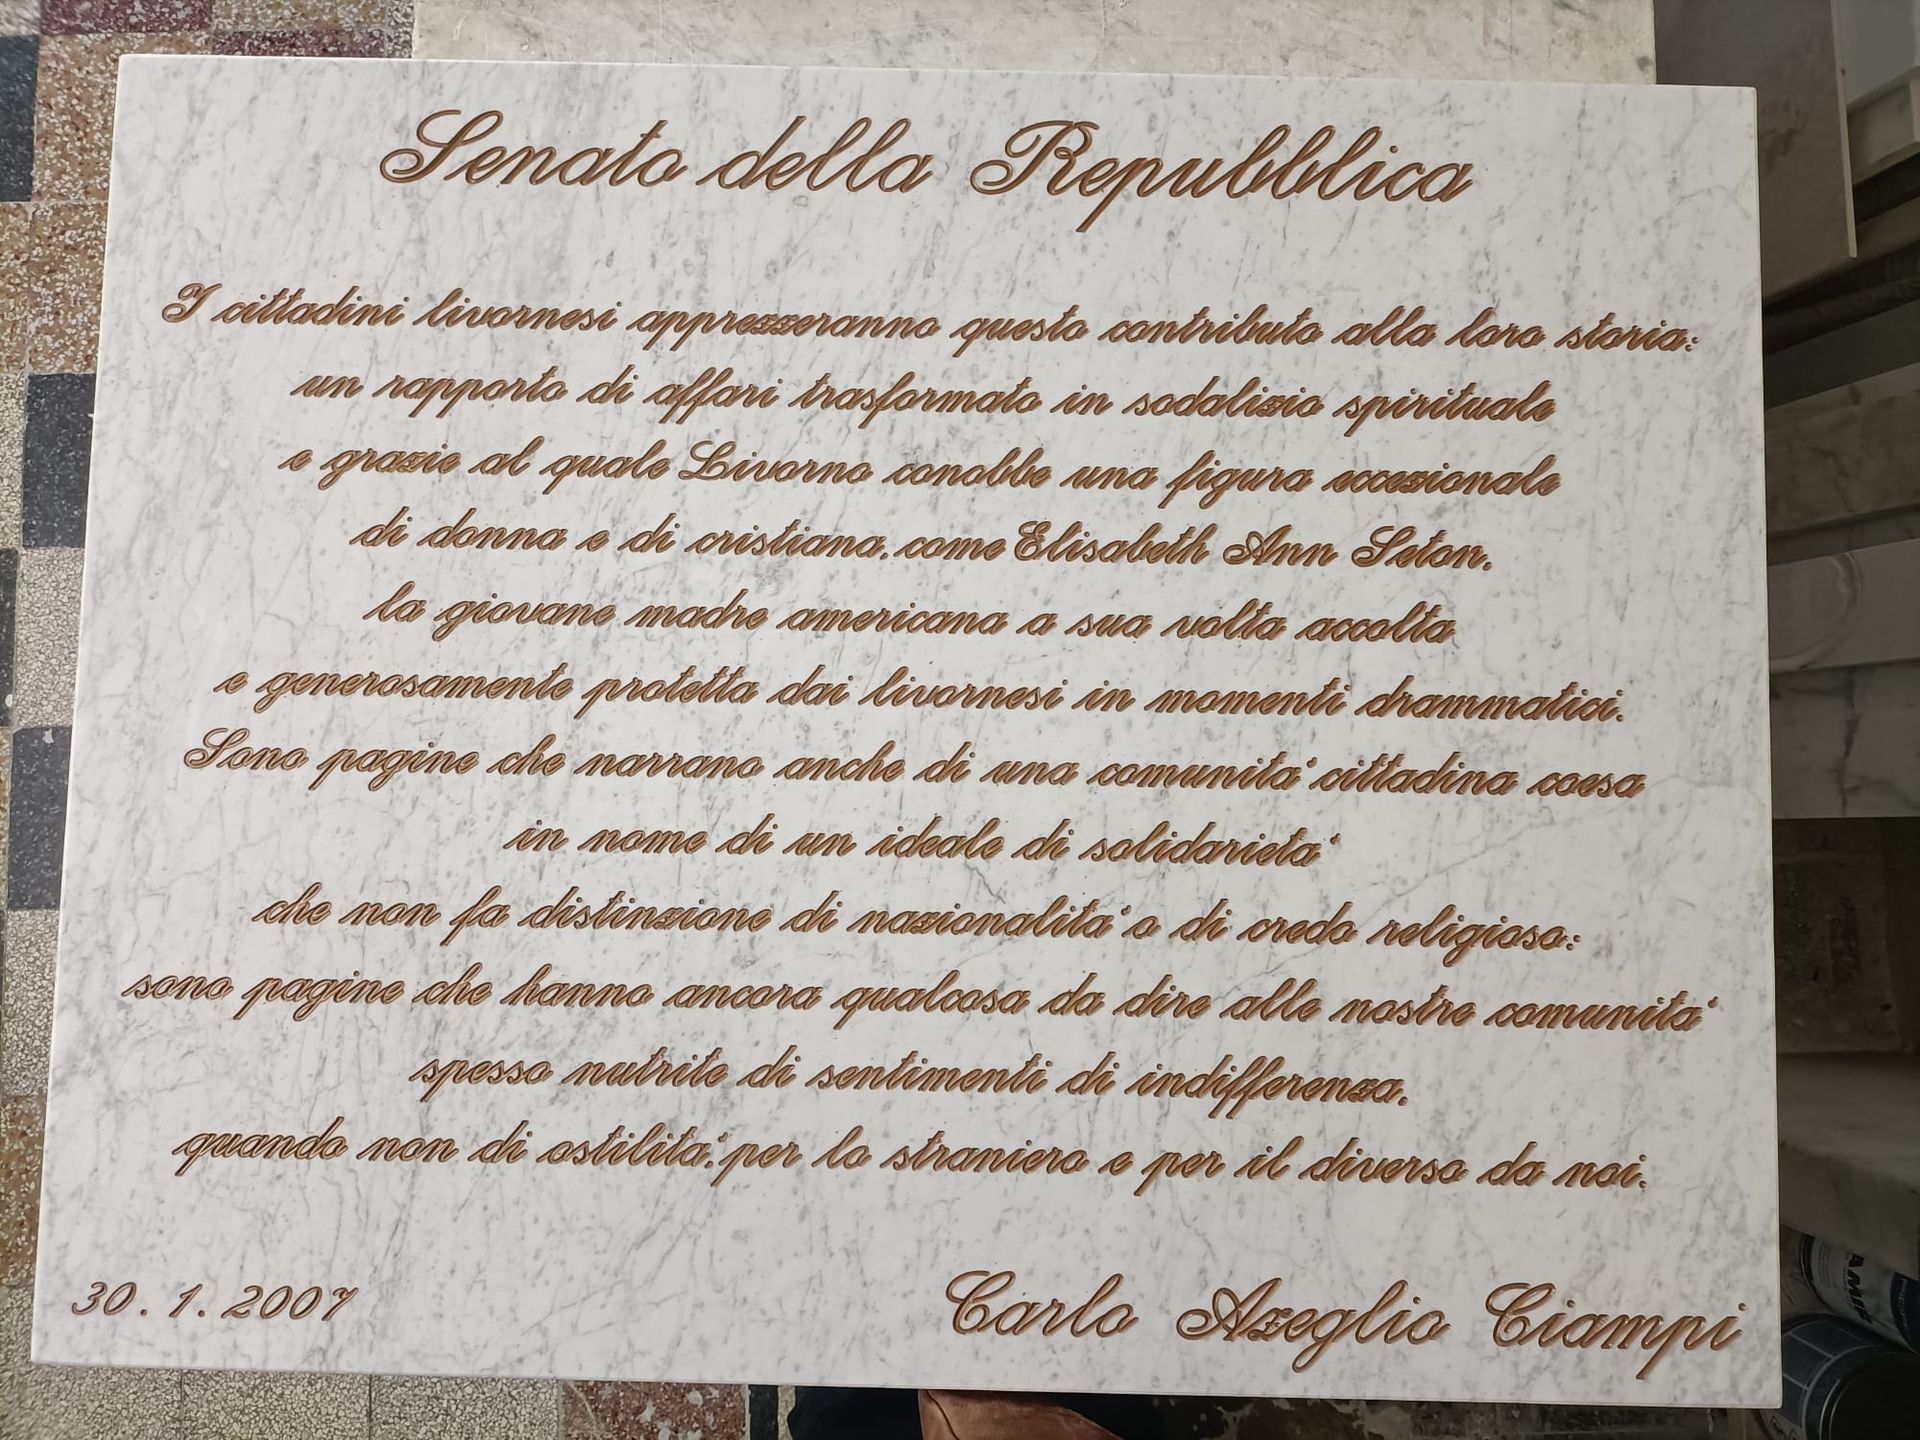 Senato della Repubblica
I cittadini livornesi apprezzeranno questo contributo alla loro storia:
un rapporto di affari trasformato in sodalizio spirituale
e grazie al quale Livorno conobbe una figura eccezionale
di donna e di cristiana, come Elisabeth Ann Seton,
la giovane madre americana a sua volta accolta
e generosamente protetta dai livornesi in momenti drammatici.
Sono pagine che narrano anche di una comunita' cittadina coesa
in nome di un ideale di solidarieta'
che non fa distinzione di nazionalita' o di credo religioso:
sono pagine che hanno ancora qualcosa da dire alle nostre comunita'
spesso nutrite di sentimenti di indifferenza,
quando non di ostilita', per lo straniero e per il diverso da noi.
30. 1. 2007
Carlo Azeglio Ciampi